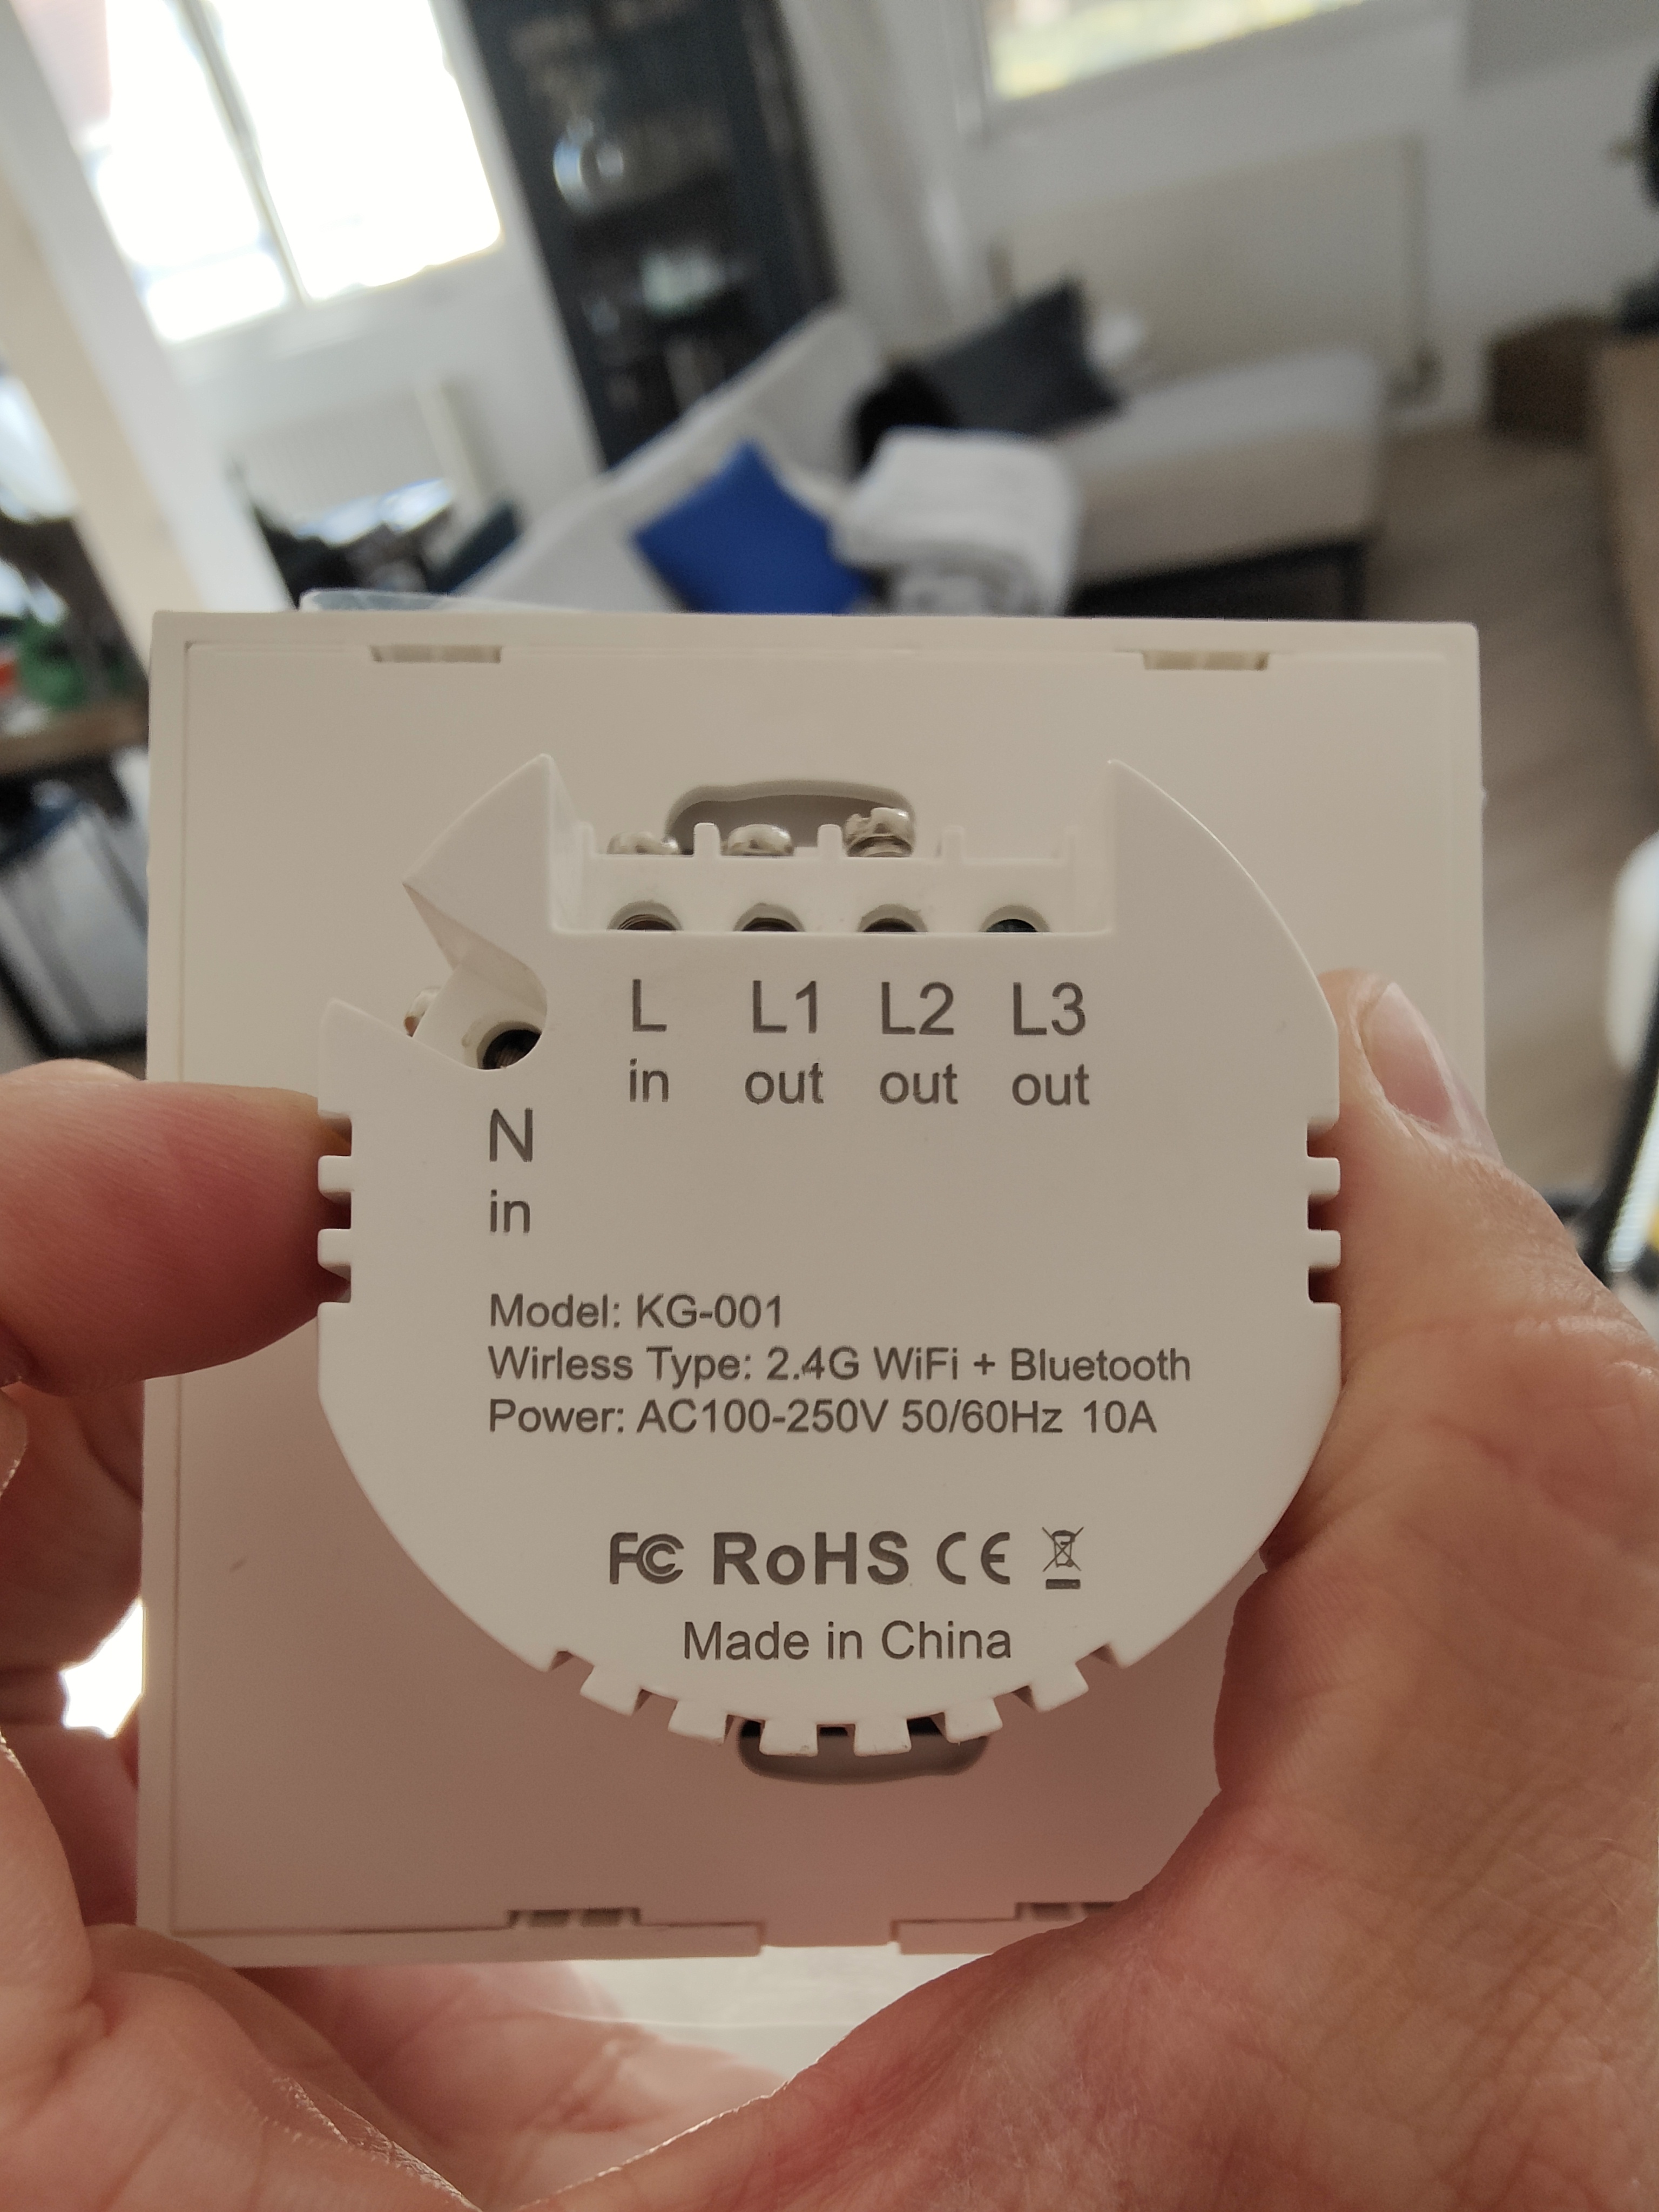 L L1 L2 L3
in out out out
N
in
Model: KG-001
Wirless Type: 2.4G WiFi + Bluetooth
Power: AC100-250V 50/60Hz 10A
FC RoHS CE
Made in China